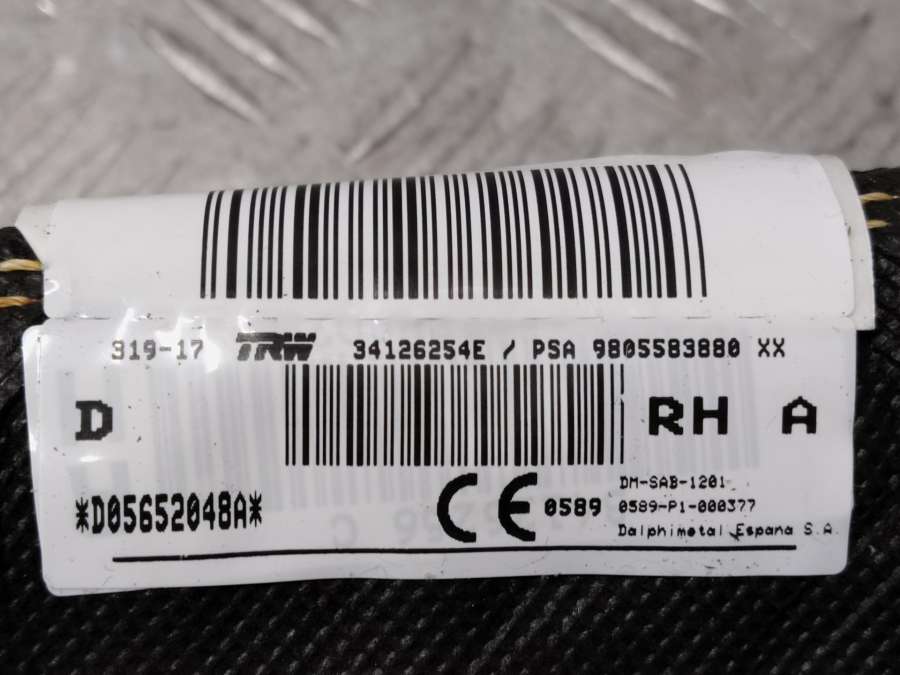 319-17 TRW 34126254E / PSA 9805583880 XX
D RH A
*D05652048A*
CE 0589
DM-SAB-1201
0589-P1-000377
Dalphimetal Espana S.A.